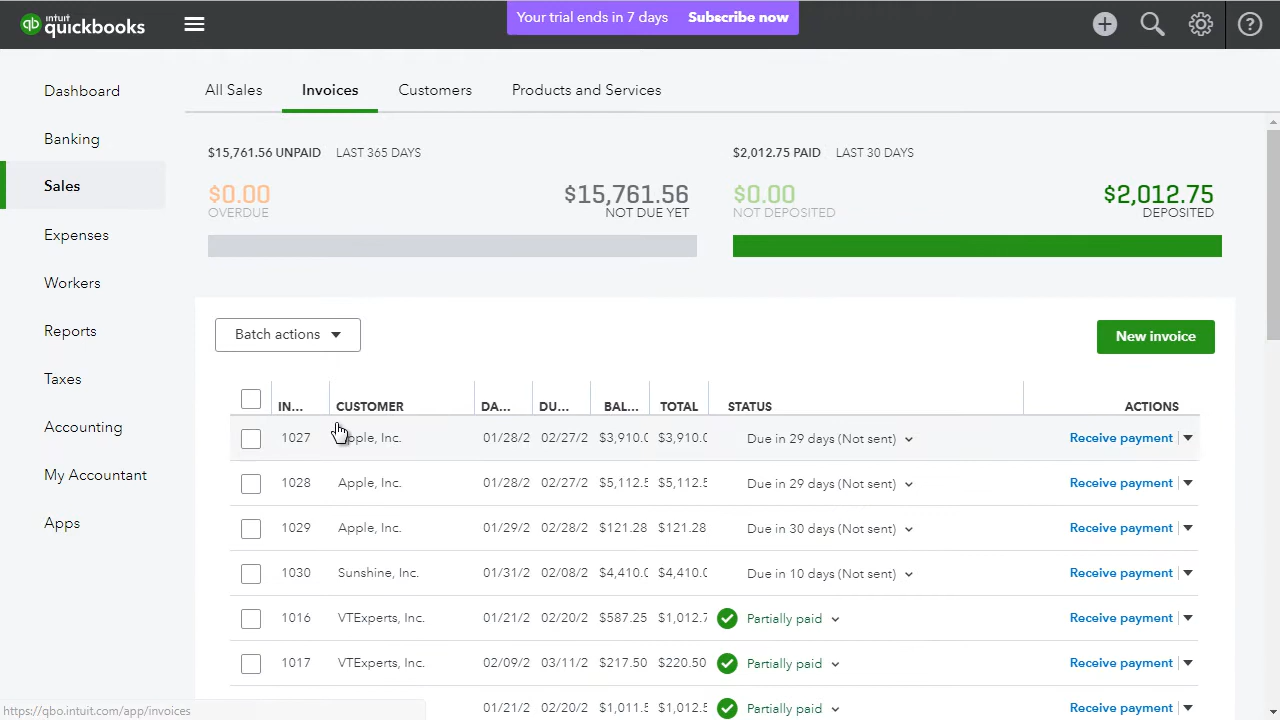 intuit
quickbooks
Your trial ends in 7 days Subscribe now
Dashboard
Banking
Sales
Expenses
Workers
Reports
Taxes
Accounting
My Accountant
Apps
All Sales Invoices Customers Products and Services
$15,761.56 UNPAID LAST 365 DAYS
$0.00 $15,761.56
OVERDUE NOT DUE YET
$2,012.75 PAID LAST 30 DAYS
$0.00 $2,012.75
NOT DEPOSITED DEPOSITED
Batch actions
New invoice
IN... CUSTOMER DA... DU... BAL... TOTAL STATUS ACTIONS
1027 Apple, Inc. 01/28/2 02/27/2 $3,910.0 $3,910.0 Due in 29 days (Not sent) Receive payment
1028 Apple, Inc. 01/28/2 02/27/2 $5,112.5 $5,112.5 Due in 29 days (Not sent) Receive payment
1029 Apple, Inc. 01/29/2 02/28/2 $121.28 $121.28 Due in 30 days (Not sent) Receive payment
1030 Sunshine, Inc. 01/31/2 02/08/2 $4,410.0 $4,410.0 Due in 10 days (Not sent) Receive payment
1016 VTExperts, Inc. 01/21/2 02/20/2 $587.25 $1,012.7 Partially paid Receive payment
1017 VTExperts, Inc. 02/09/2 03/11/2 $217.50 $220.50 Partially paid Receive payment
01/21/2 02/20/2 $1,011.5 $1,012.5 Partially paid Receive payment
https://qbo.intuit.com/app/invoices